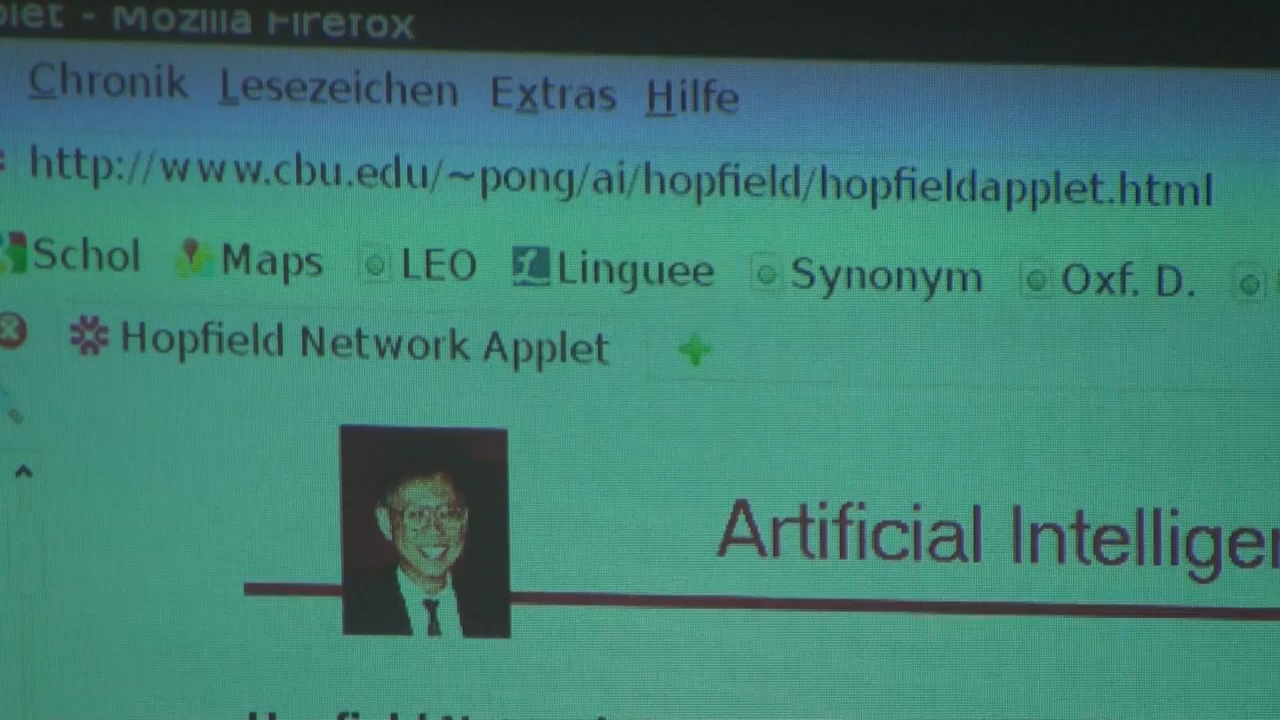 - Mozilla Firefox
Chronik Lesezeichen Extras Hilfe
http://www.cbu.edu/~pong/ai/hopfield/hopfieldapplet.html
Schol Maps LEO Linguee Synonym Oxf. D.
Hopfield Network Applet
Artificial